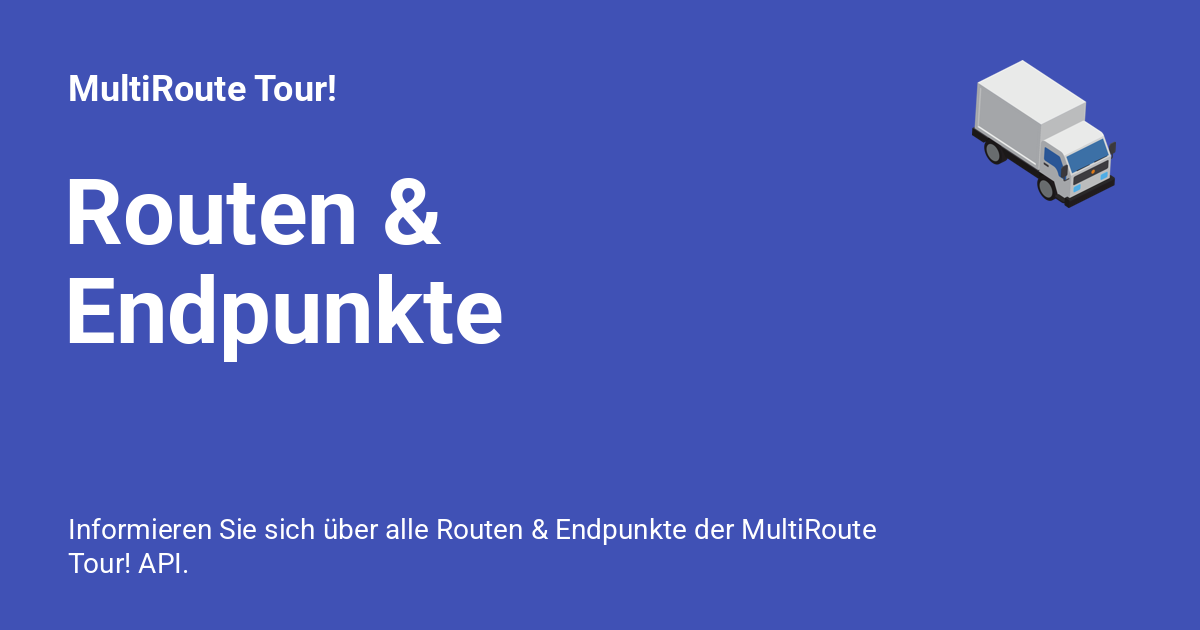 MultiRoute Tour!
Routen &
Endpunkte
Informieren Sie sich über alle Routen & Endpunkte der MultiRoute
Tour! API.